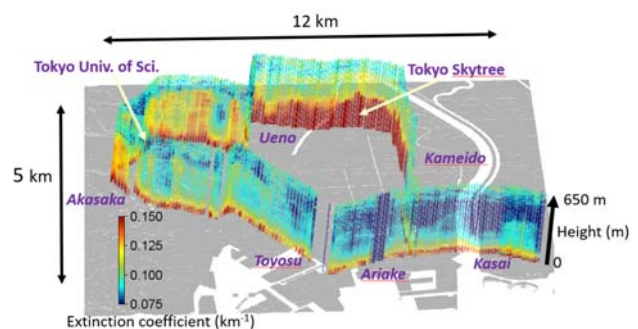 12 km
Tokyo Univ. of Sci.
Tokyo Skytree
Ueno
Kameido
5 km
Akasaka
650 m
0.150
0.125
0.100
0.075
Height (m)
Toyosu
Ariake
Kasai
0
Extinction coefficient (km⁻¹)